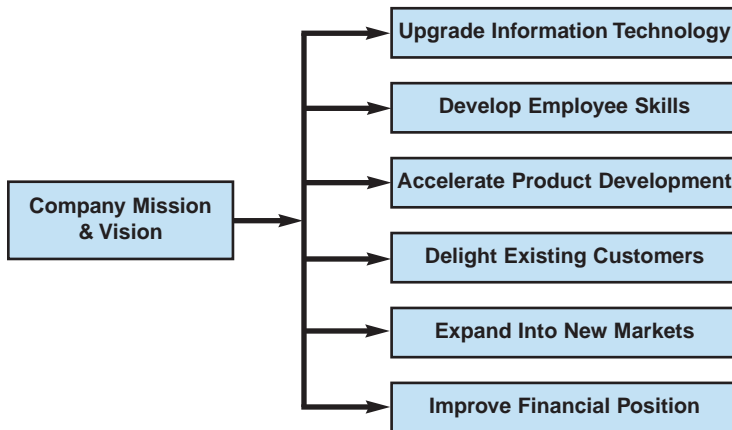 Upgrade Information Technology
Develop Employee Skills
Accelerate Product Development
Company Mission
& Vision
Delight Existing Customers
Expand Into New Markets
Improve Financial Position